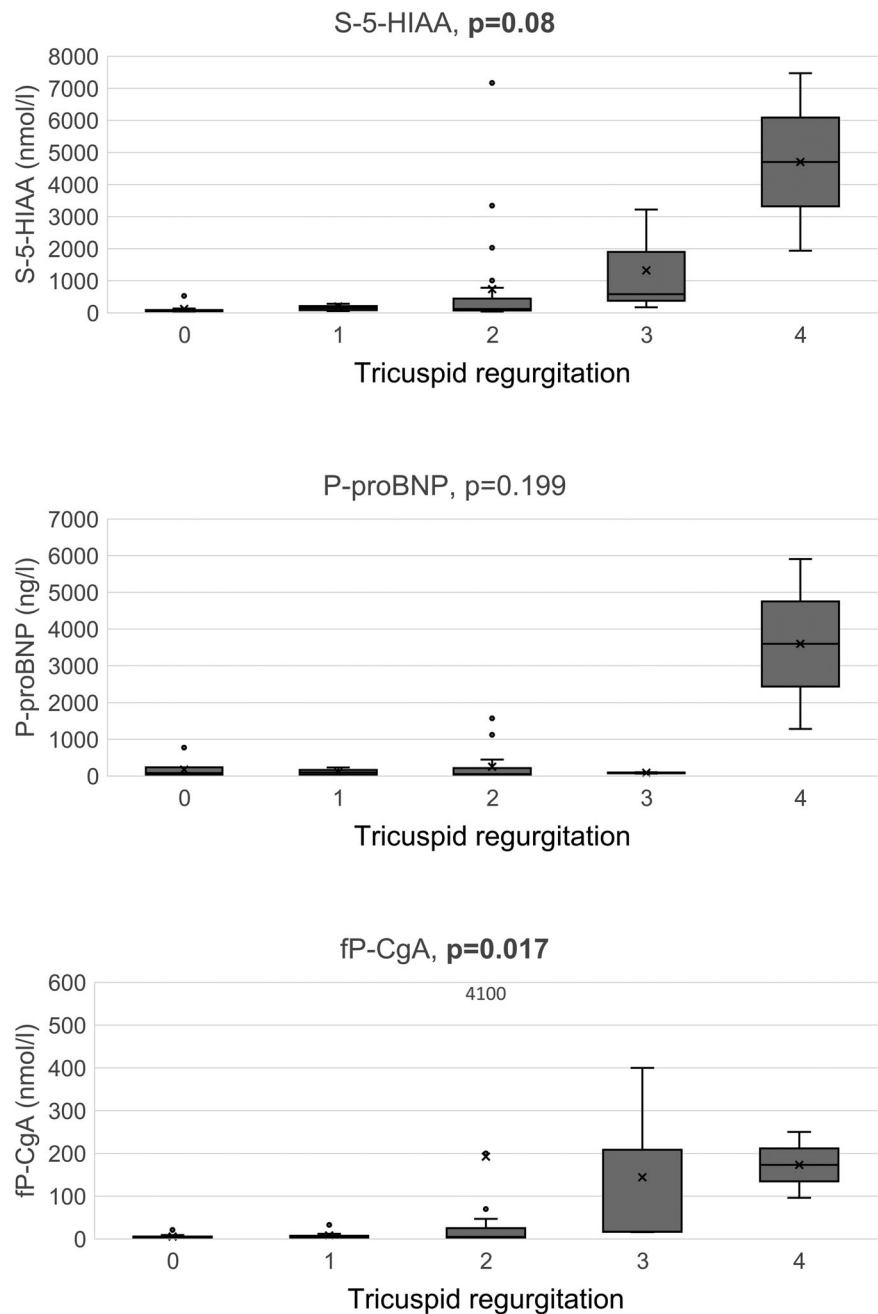 S-5-HIAA, p=0.08
8000
7000
6000
5000
4000
3000
2000
1000
0
S-5-HIAA (nmol/l)
0 1 2 3 4
Tricuspid regurgitation
P-proBNP, p=0.199
7000
6000
5000
4000
3000
2000
1000
0
P-proBNP (ng/l)
0 1 2 3 4
Tricuspid regurgitation
fP-CgA, p=0.017
600
4100
500
400
300
200
100
0
fP-CgA (nmol/l)
0 1 2 3 4
Tricuspid regurgitation